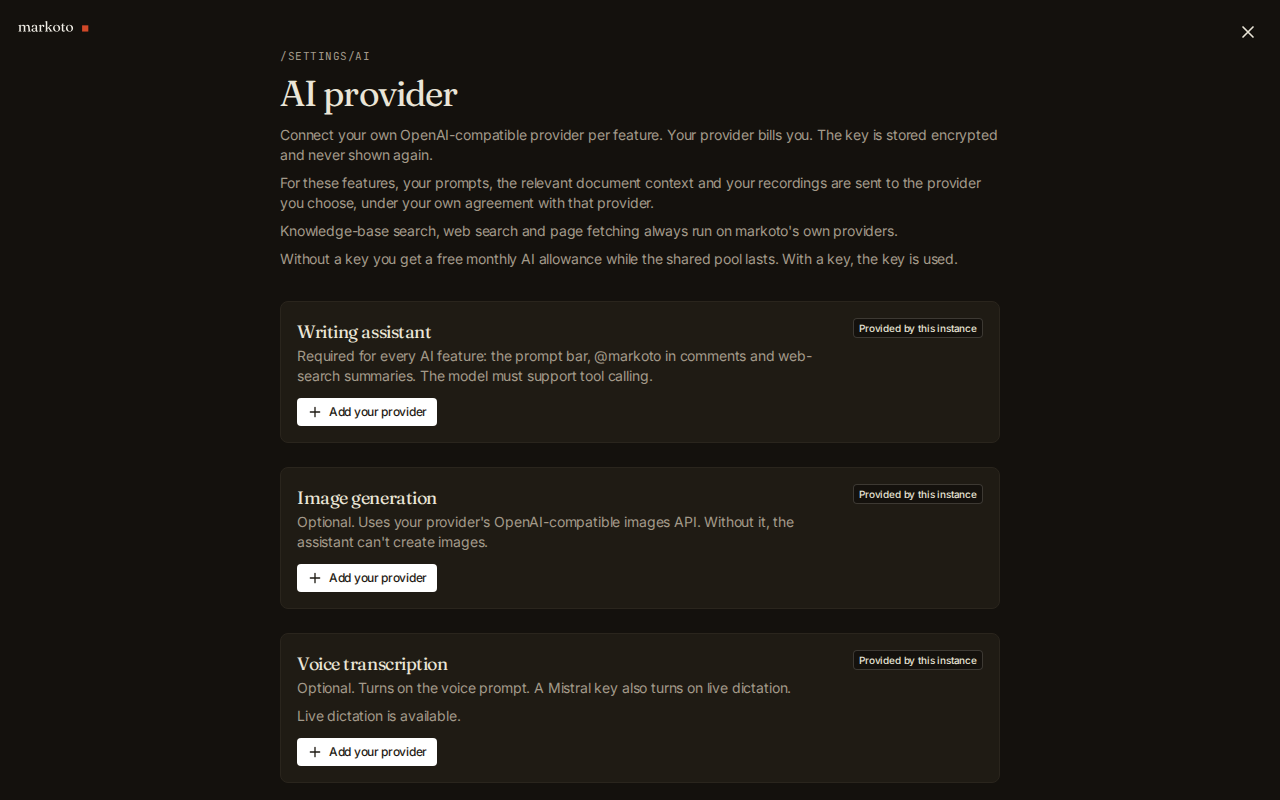 markoto
/SETTINGS/AI
AI provider
Connect your own OpenAI-compatible provider per feature. Your provider bills you. The key is stored encrypted
and never shown again.
For these features, your prompts, the relevant document context and your recordings are sent to the provider
you choose, under your own agreement with that provider.
Knowledge-base search, web search and page fetching always run on markoto's own providers.
Without a key you get a free monthly AI allowance while the shared pool lasts. With a key, the key is used.
Writing assistant
Provided by this instance
Required for every AI feature: the prompt bar, @markoto in comments and web-
search summaries. The model must support tool calling.
Add your provider
Image generation
Provided by this instance
Optional. Uses your provider's OpenAI-compatible images API. Without it, the
assistant can't create images.
Add your provider
Voice transcription
Provided by this instance
Optional. Turns on the voice prompt. A Mistral key also turns on live dictation.
Live dictation is available.
Add your provider